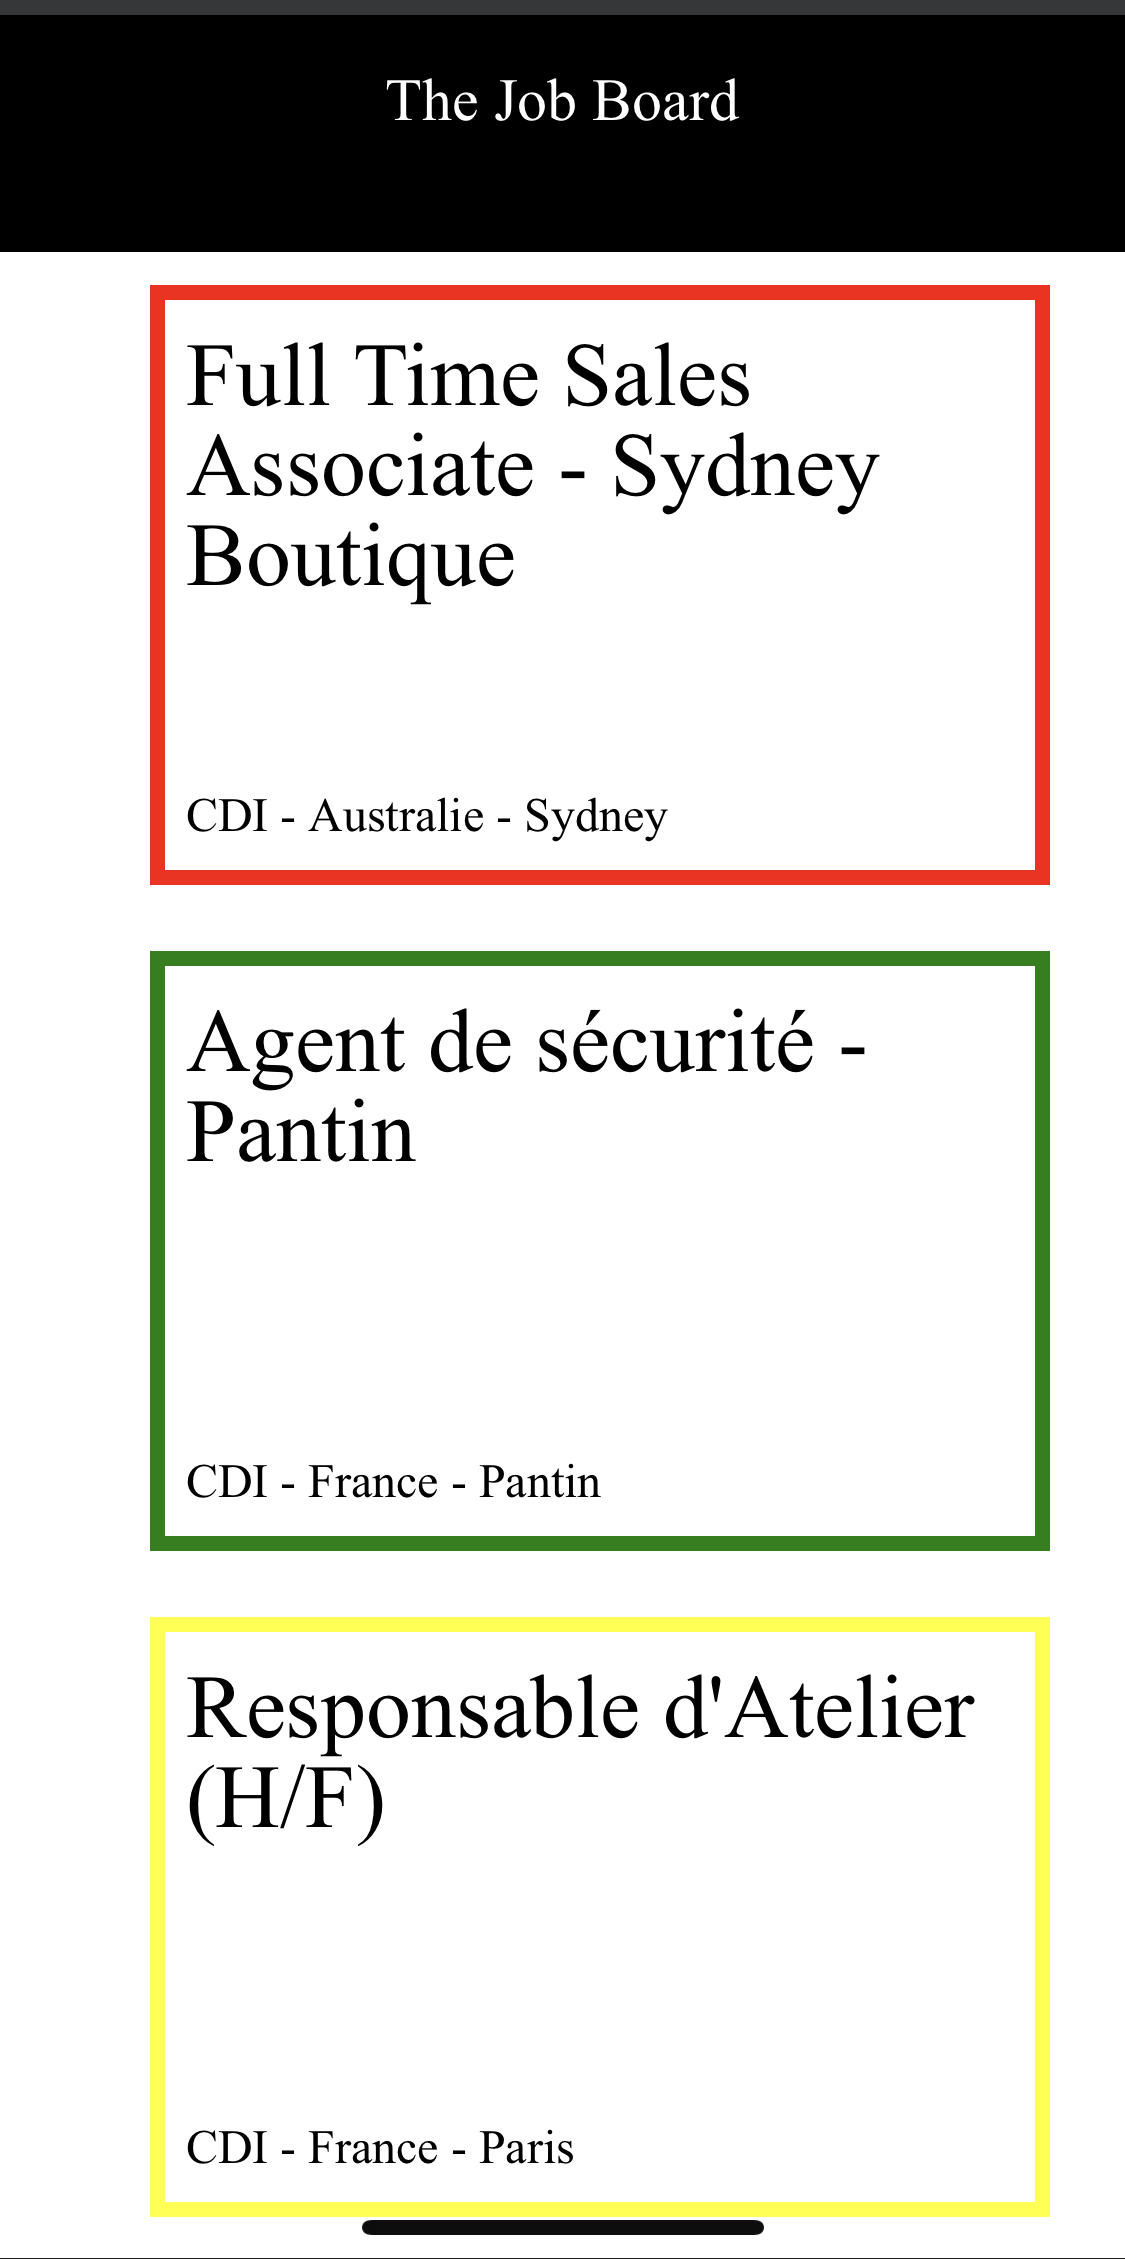 The Job Board
Full Time Sales
Associate - Sydney
Boutique
CDI - Australie - Sydney
Agent de sécurité -
Pantin
CDI - France - Pantin
Responsable d'Atelier
(H/F)
CDI - France - Paris